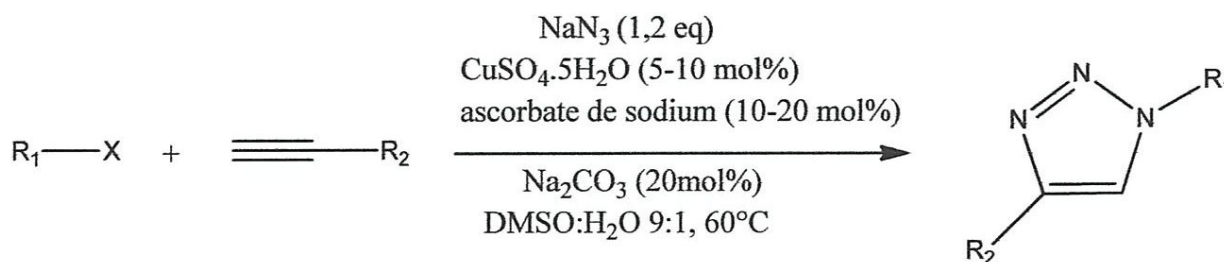 NaN₃ (1,2 eq)
CuSO₄.5H₂O (5-10 mol%)
ascorbate de sodium (10-20 mol%)
R₁—X + ≡—R₂
Na₂CO₃ (20mol%)
DMSO:H₂O 9:1, 60°C
N N N R
R₂